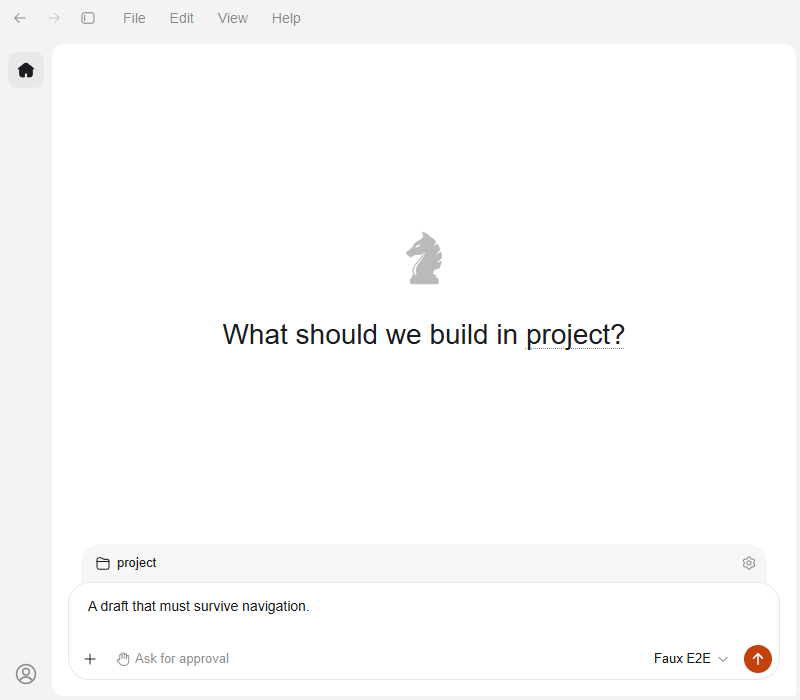 File Edit View Help
What should we build in project?
project
A draft that must survive navigation.
Ask for approval Faux E2E